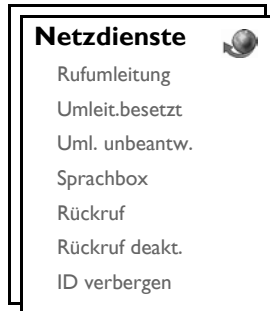 Netzdienste
Rufumleitung
Umleit.besetzt
Uml. unbeantw.
Sprachbox
Rückruf
Rückruf deakt.
ID verbergen